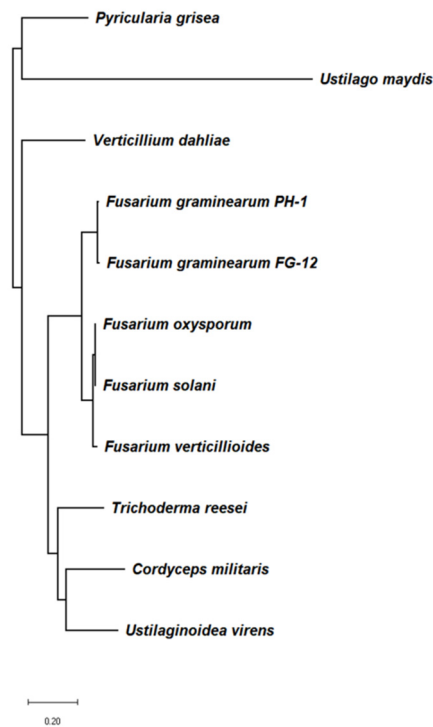 Pyricularia grisea
Ustilago maydis
Verticillium dahliae
Fusarium graminearum PH-1
Fusarium graminearum FG-12
Fusarium oxysporum
Fusarium solani
Fusarium verticillioides
Trichoderma reesei
Cordyceps militaris
Ustilaginoidea virens
0.20